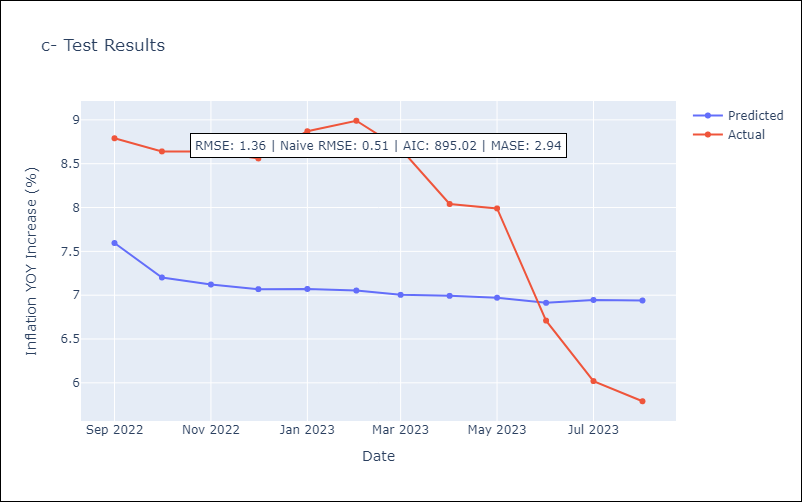 c- Test Results
Predicted
Actual
RMSE: 1.36 | Naive RMSE: 0.51 | AIC: 895.02 | MASE: 2.94
Inflation YOY Increase (%)
9
8.5
8
7.5
7
6.5
6
Sep 2022
Nov 2022
Jan 2023
Mar 2023
May 2023
Jul 2023
Date